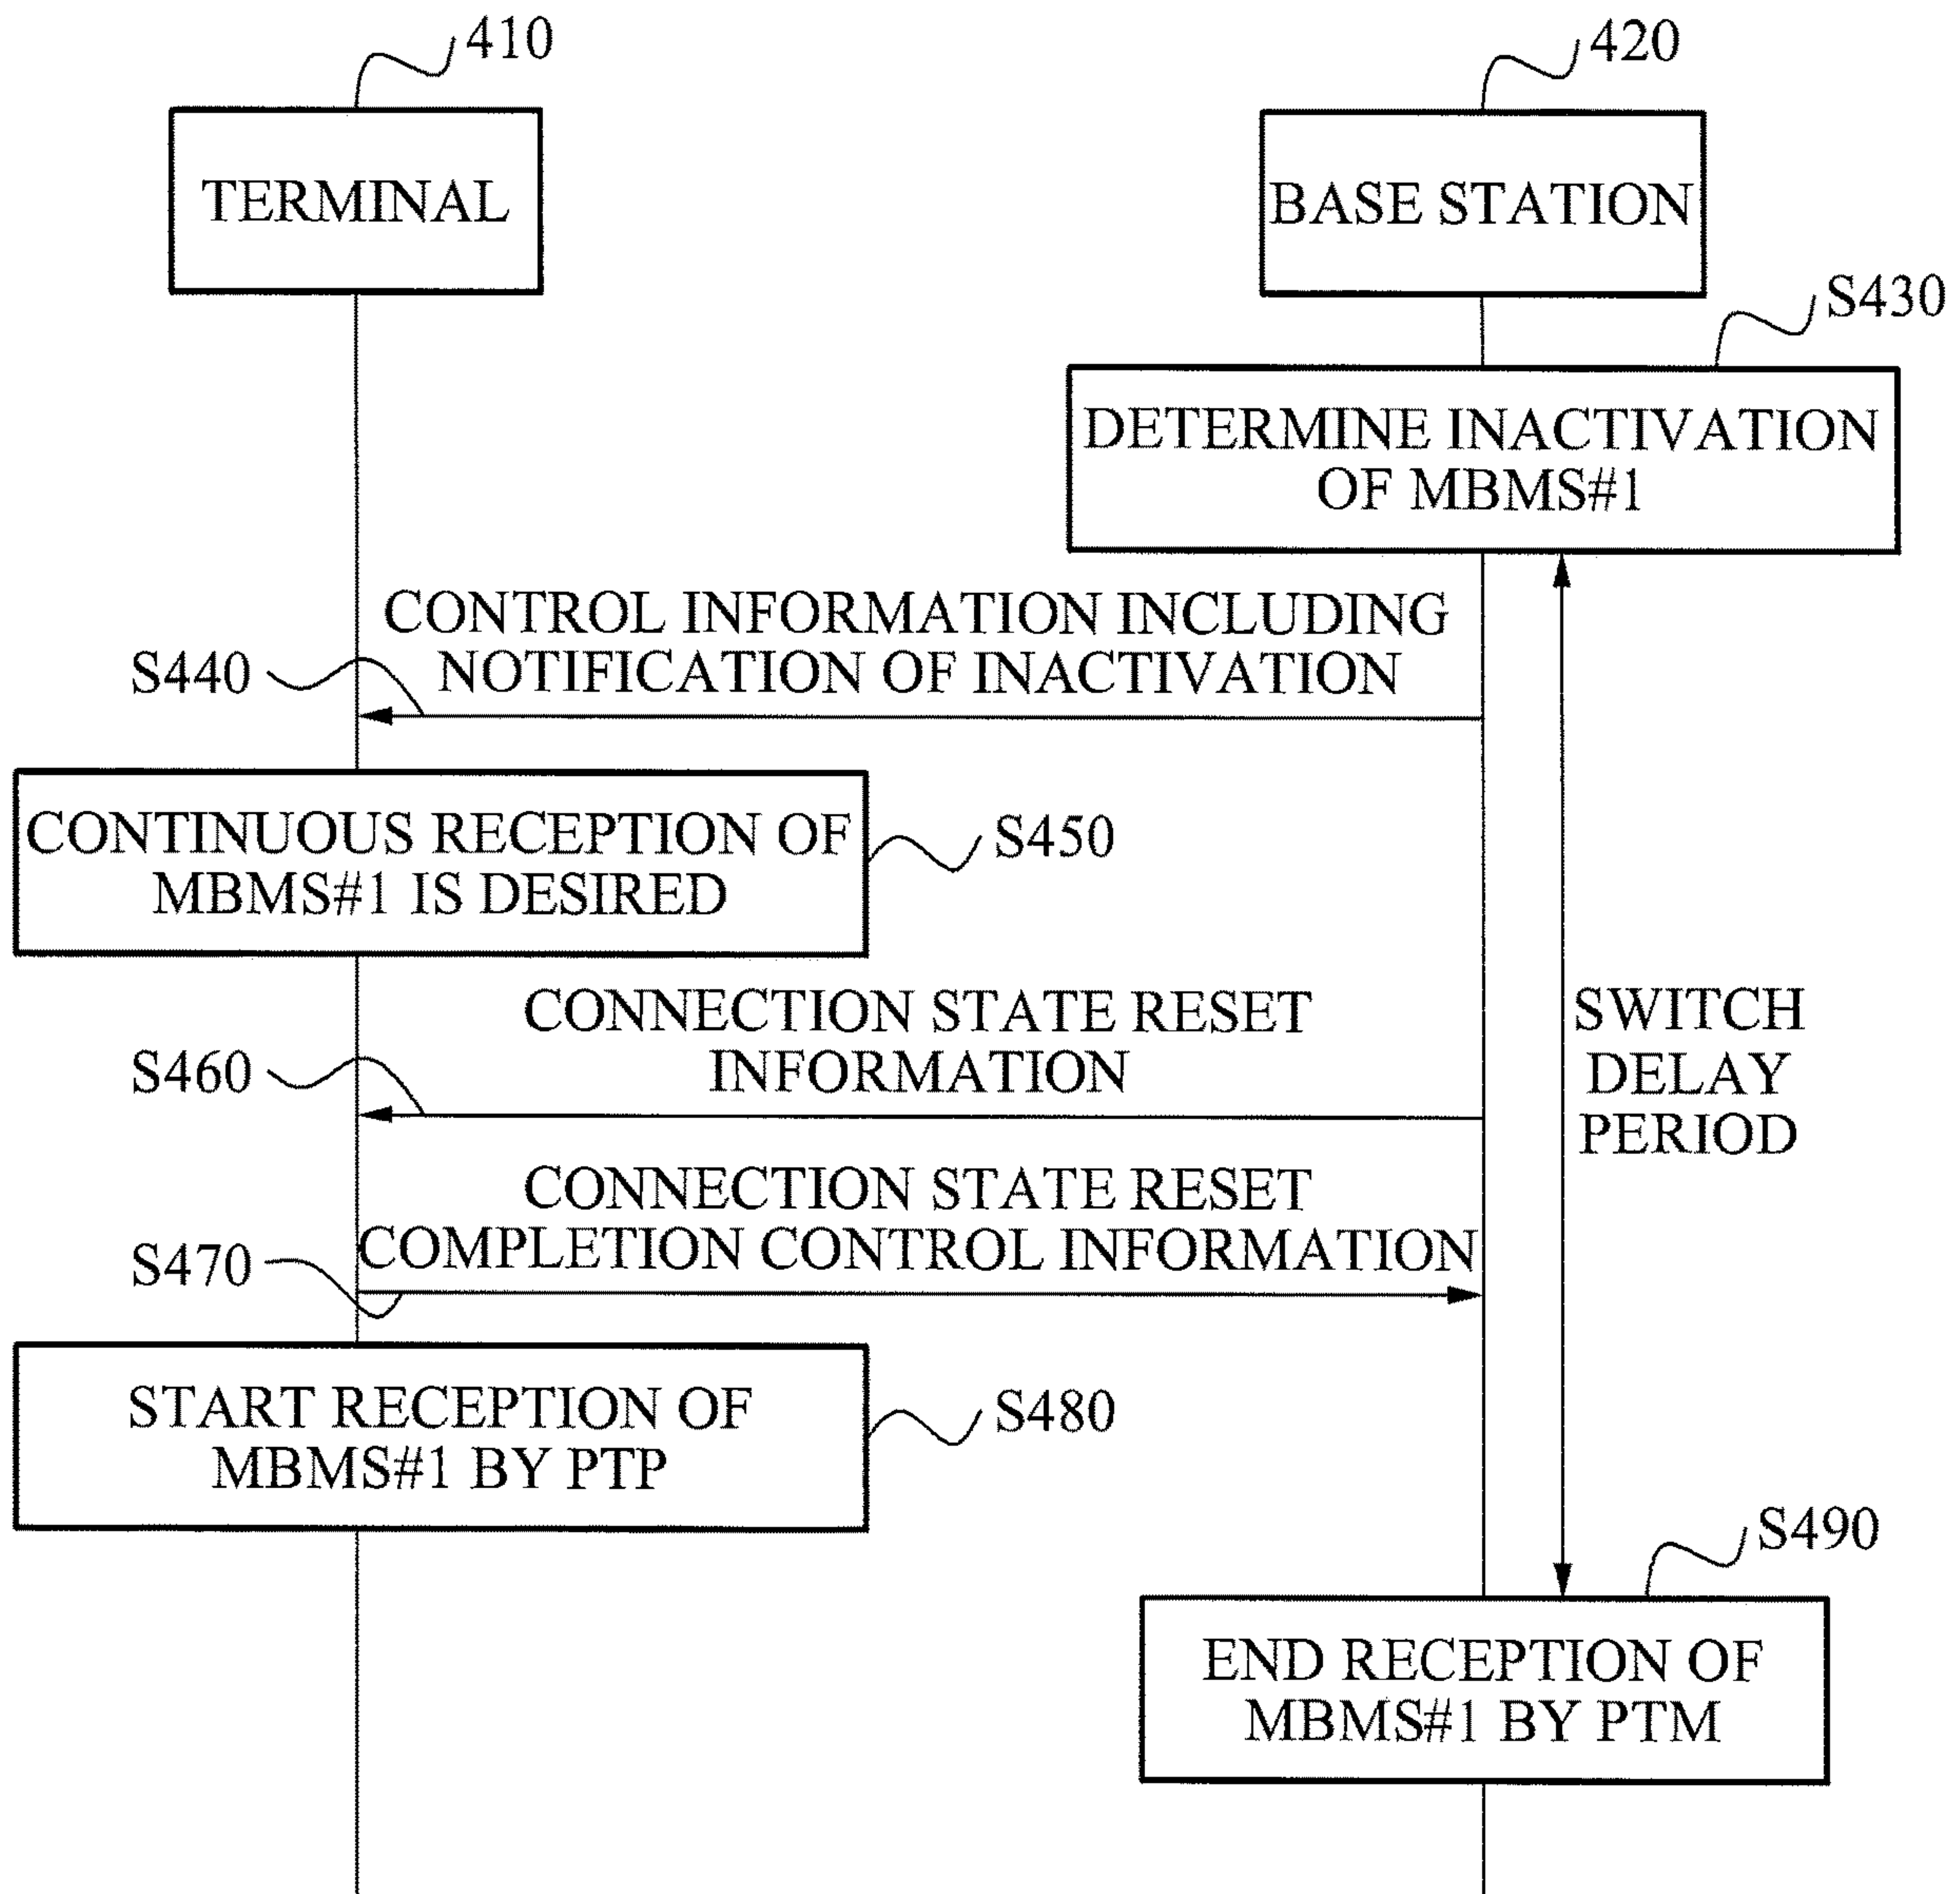 410
420
TERMINAL
BASE STATION
S430
DETERMINE INACTIVATION
OF MBMS#1
CONTROL INFORMATION INCLUDING
NOTIFICATION OF INACTIVATION
S440
CONTINUOUS RECEPTION OF
MBMS#1 IS DESIRED
S450
CONNECTION STATE RESET
INFORMATION
S460
SWITCH
DELAY
PERIOD
CONNECTION STATE RESET
COMPLETION CONTROL INFORMATION
S470
START RECEPTION OF
MBMS#1 BY PTP
S480
S490
END RECEPTION OF
MBMS#1 BY PTM